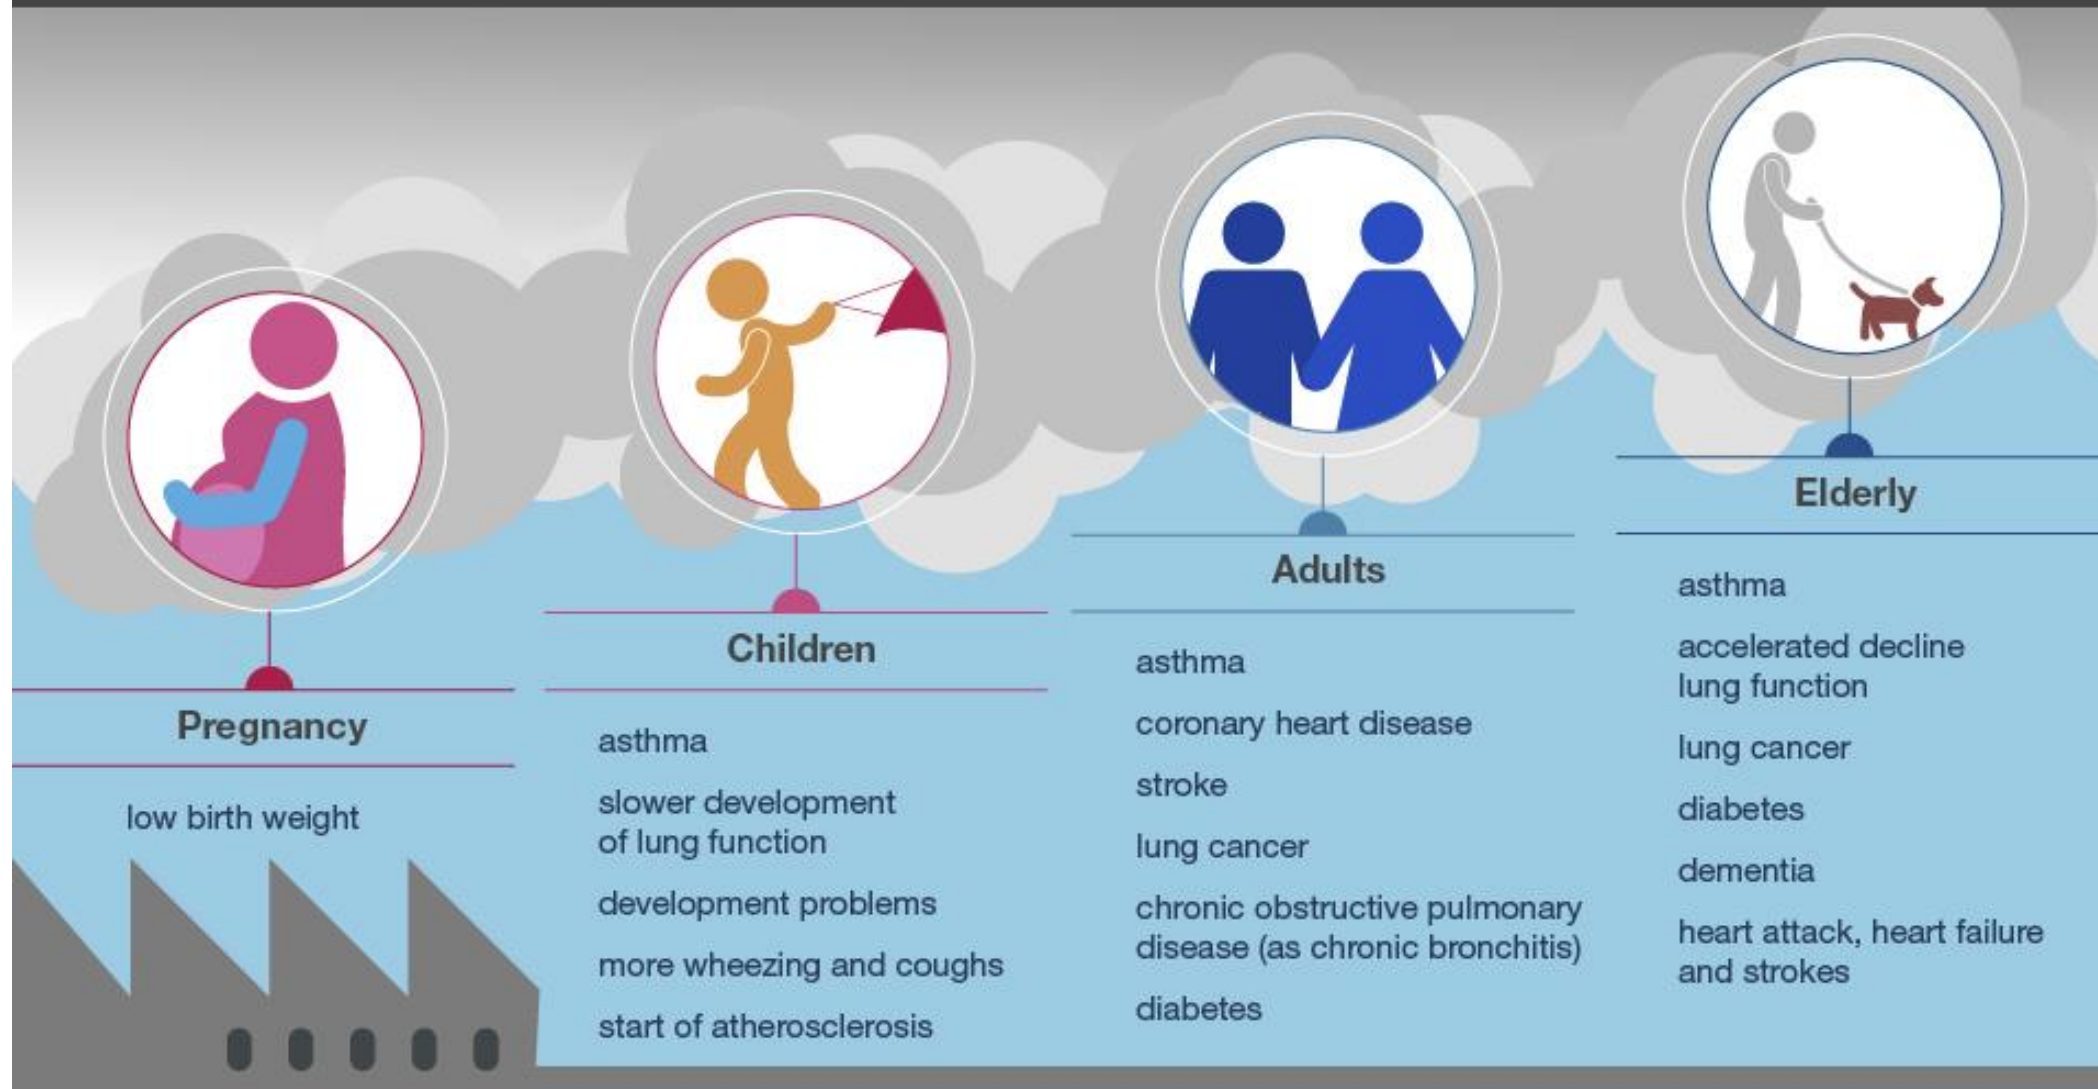 Pregnancy
low birth weight
Children
asthma
slower development
of lung function
development problems
more wheezing and coughs
start of atherosclerosis
Adults
asthma
coronary heart disease
stroke
lung cancer
chronic obstructive pulmonary
disease (as chronic bronchitis)
diabetes
Elderly
asthma
accelerated decline
lung function
lung cancer
diabetes
dementia
heart attack, heart failure
and strokes